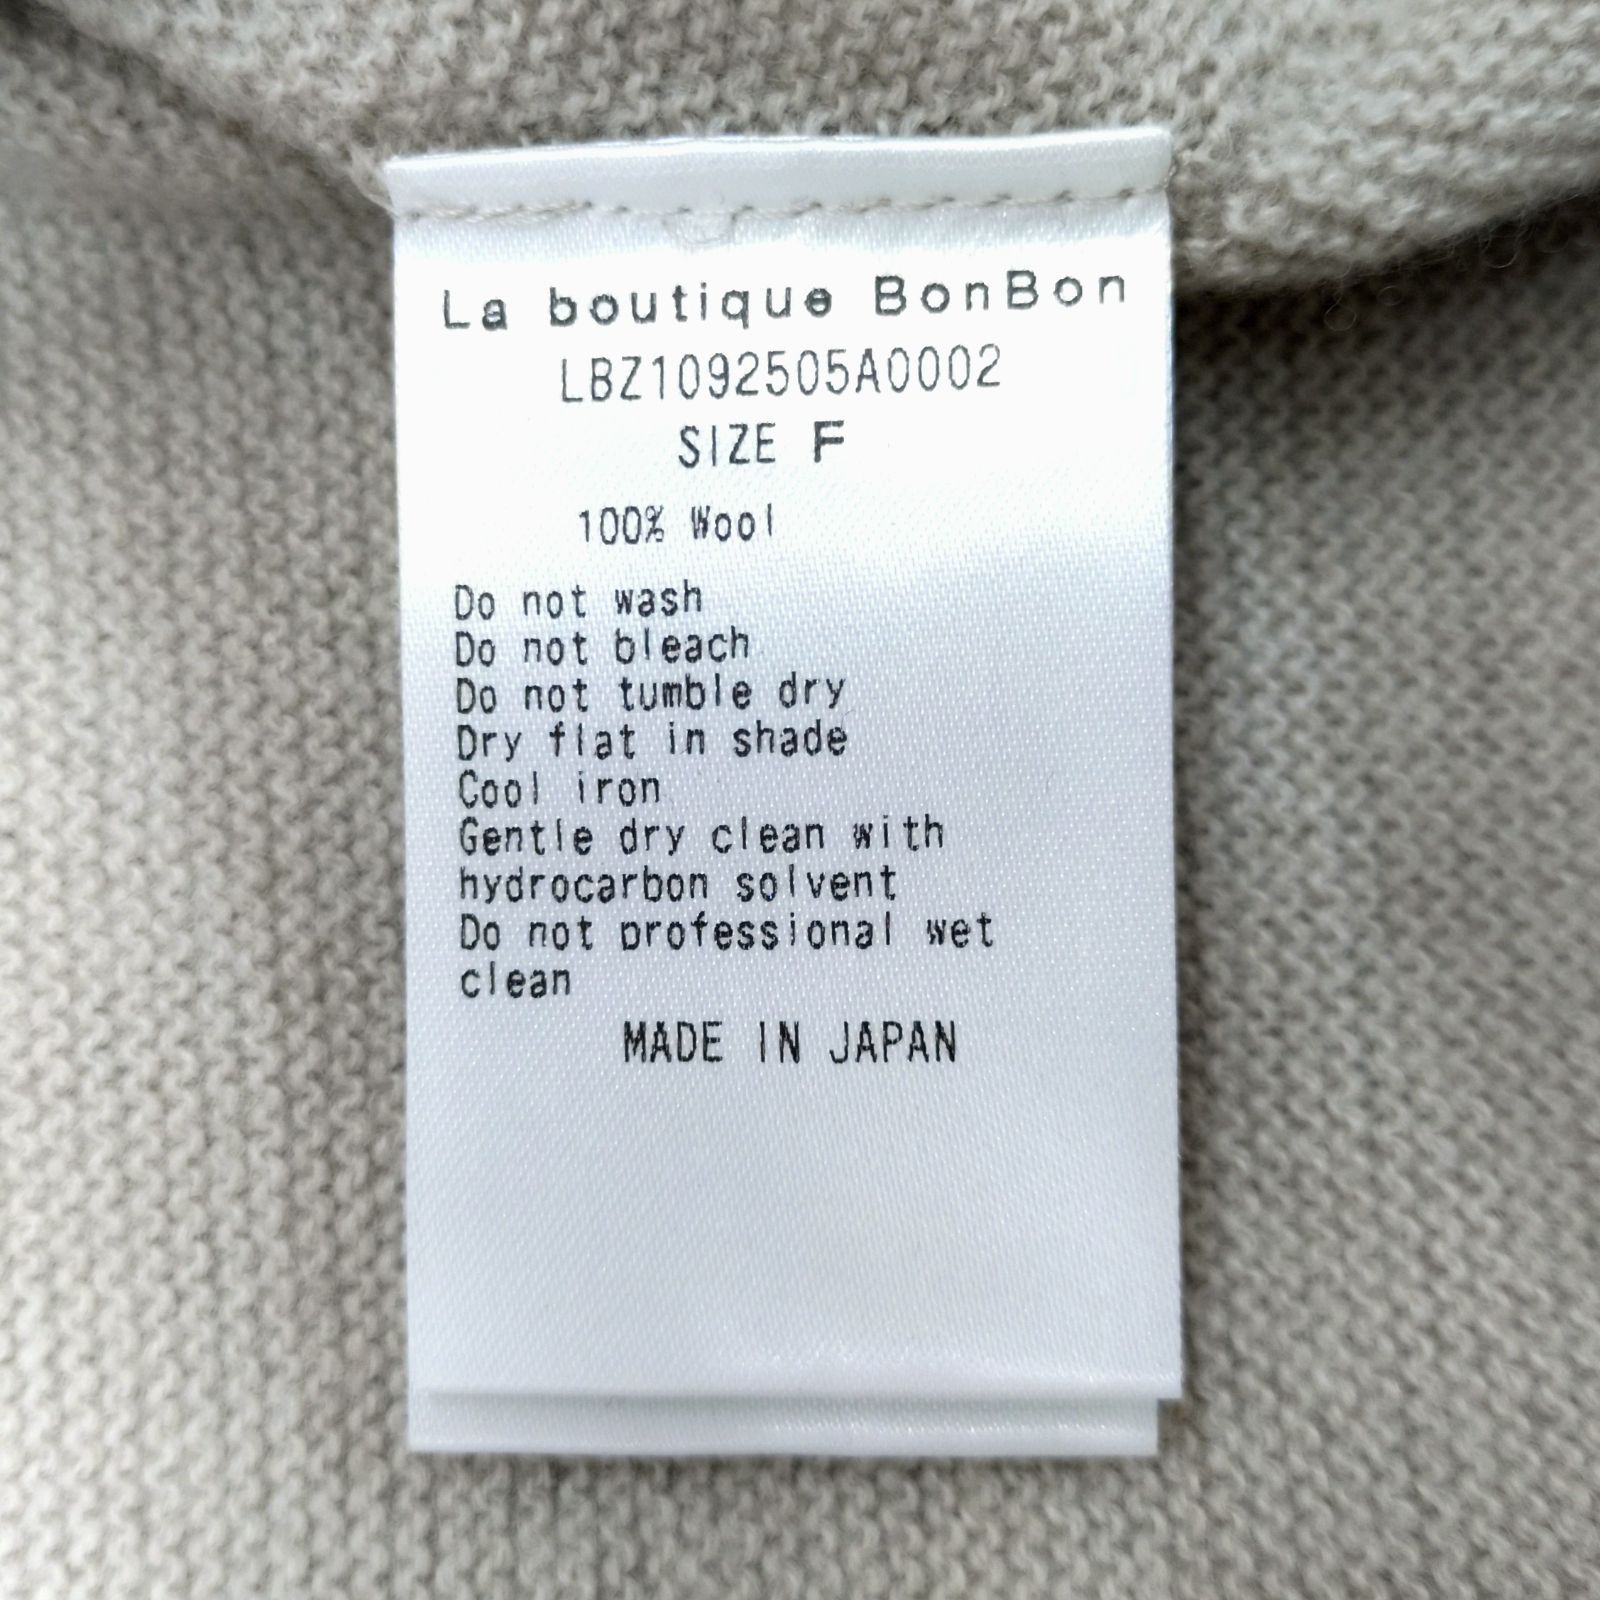 La boutique BonBon
LBZ1092505A0002
SIZE F
100% Wool
Do not wash
Do not bleach
Do not tumble dry
Dry flat in shade
Cool iron
Gentle dry clean with
hydrocarbon solvent
Do not professional wet
clean
MADE IN JAPAN